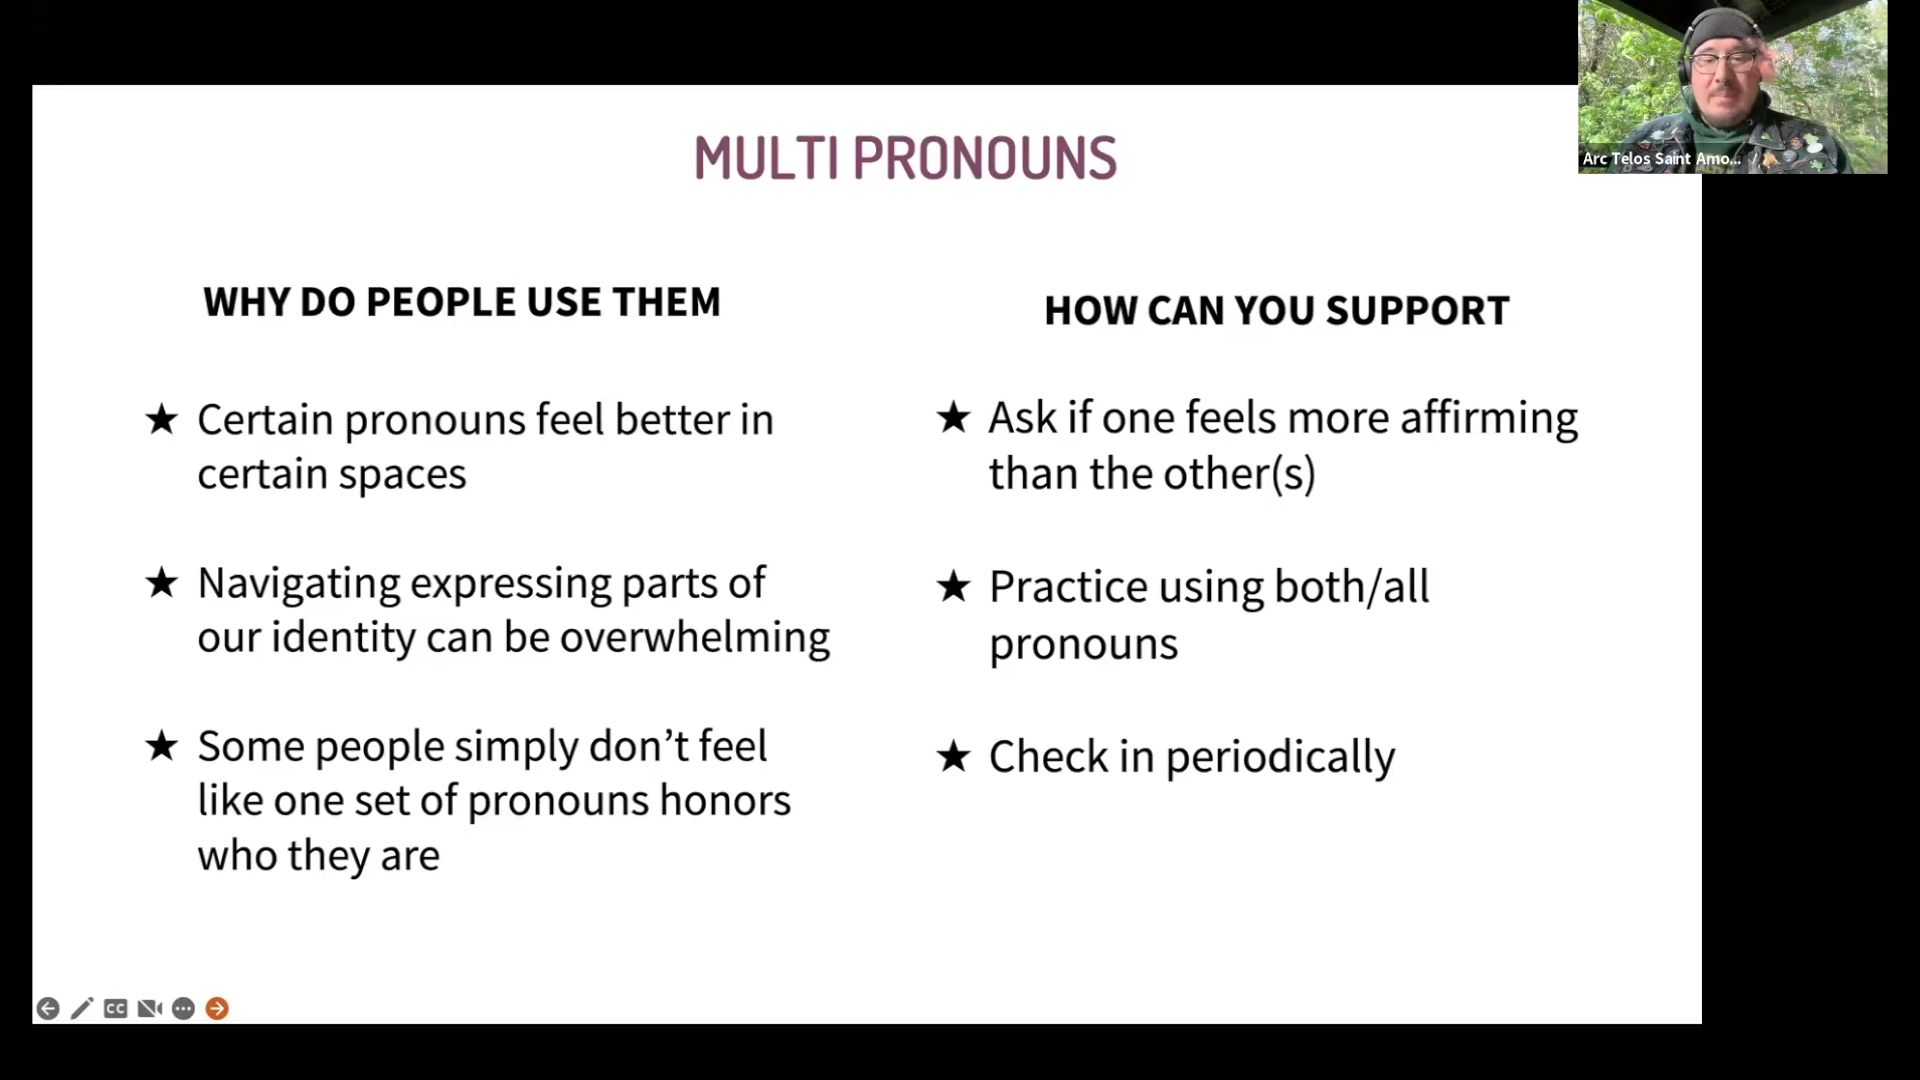 MULTI PRONOUNS
WHY DO PEOPLE USE THEM
★ Certain pronouns feel better in
certain spaces
★ Navigating expressing parts of
our identity can be overwhelming
★ Some people simply don’t feel
like one set of pronouns honors
who they are
HOW CAN YOU SUPPORT
★ Ask if one feels more affirming
than the other(s)
★ Practice using both/all
pronouns
★ Check in periodically
Arc Telos Saint Amo... /
CC